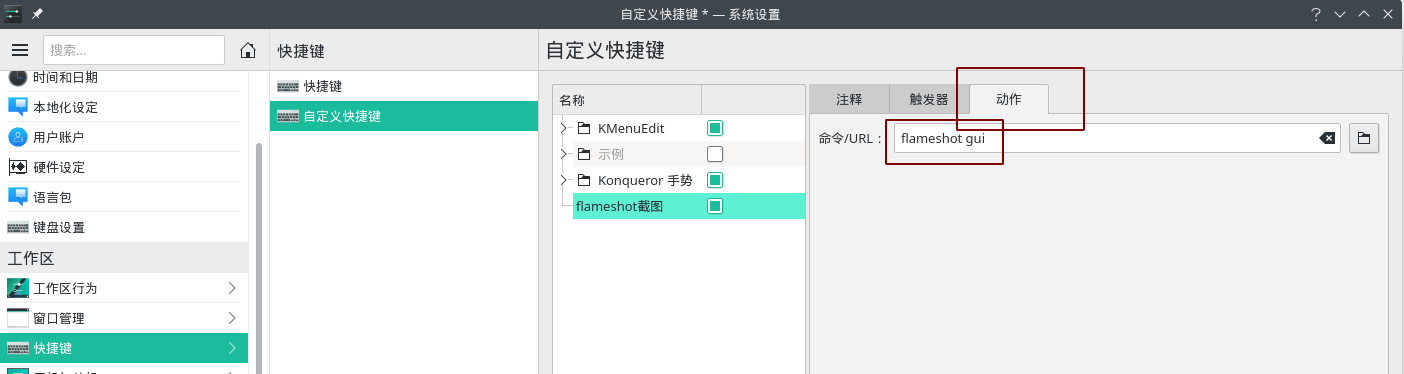 自定义快捷键 * — 系统设置
搜索...
时间和日期
本地化设定
用户账户
硬件设定
语言包
键盘设置
工作区
工作区行为
窗口管理
快捷键
快捷键
快捷键
自定义快捷键
自定义快捷键
名称
KMenuEdit
示例
Konqueror 手势
flameshot截图
注释
触发器
动作
命令/URL：
flameshot gui